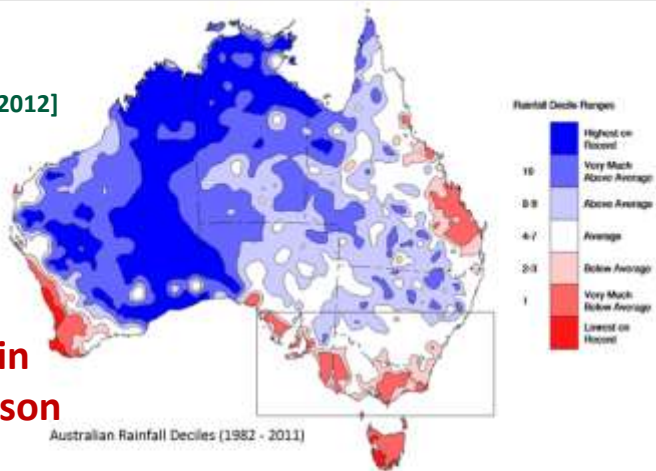 2012]
in
son
Australian Rainfall Deciles (1982 - 2011)
Rainfall Decile Ranges
Highest on
Record
10
Very Much
Above Average
8-9
Above Average
4-7
Average
2-3
Below Average
1
Very Much
Below Average
Lowest on
Record